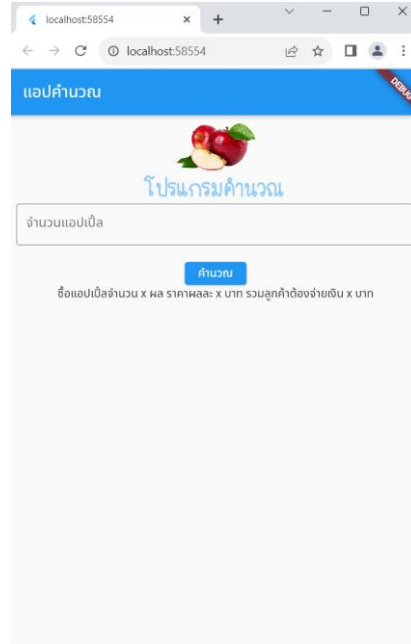 localhost:58554
localhost:58554
แอปคำนวณ
DEBUG
โปรแกรมคำนวณ
จำนวนแอปเปิ้ล
คำนวณ
ซื้อแอปเปิ้ลจำนวน x ผล ราคาผลละ x บาท รวมลูกค้าต้องจ่ายเงิน x บาท